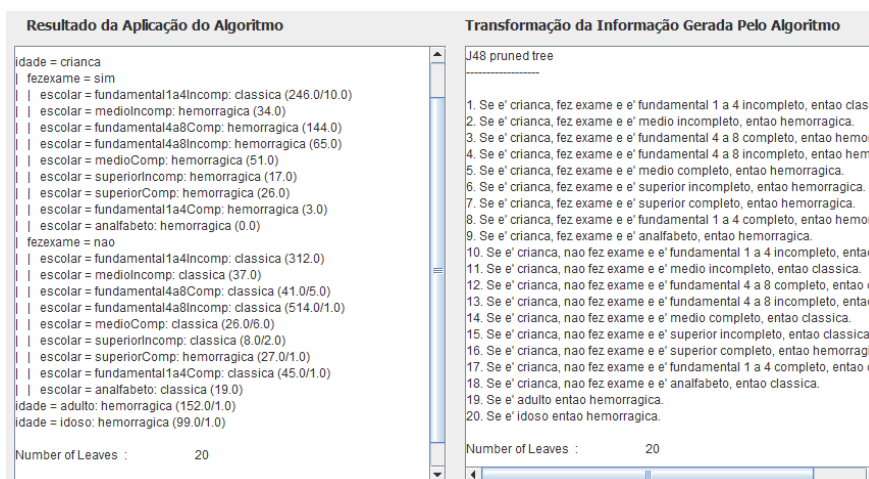 Resultado da Aplicação do Algoritmo
idade = crianca
| fezexame = sim
| | escolar = fundamental1a4Incomp: classica (246.0/10.0)
| | escolar = medioIncomp: hemorragica (34.0)
| | escolar = fundamental4a8Comp: hemorragica (144.0)
| | escolar = fundamental4a8Incomp: hemorragica (65.0)
| | escolar = medioComp: hemorragica (51.0)
| | escolar = superiorIncomp: hemorragica (17.0)
| | escolar = superiorComp: hemorragica (26.0)
| | escolar = fundamental1a4Comp: hemorragica (3.0)
| | escolar = analfabeto: hemorragica (0.0)
| fezexame = nao
| | escolar = fundamental1a4Incomp: classica (312.0)
| | escolar = medioIncomp: classica (37.0)
| | escolar = fundamental4a8Comp: classica (41.0/5.0)
| | escolar = fundamental4a8Incomp: classica (514.0/1.0)
| | escolar = medioComp: classica (26.0/6.0)
| | escolar = superiorIncomp: classica (8.0/2.0)
| | escolar = superiorComp: hemorragica (27.0/1.0)
| | escolar = fundamental1a4Comp: classica (45.0/1.0)
| | escolar = analfabeto: classica (19.0)
idade = adulto: hemorragica (152.0/1.0)
idade = idoso: hemorragica (99.0/1.0)
Number of Leaves : 20
Transformação da Informação Gerada Pelo Algoritmo
J48 pruned tree
------------------
1. Se e' crianca, fez exame e e' fundamental 1 a 4 incompleto, entao clas
2. Se e' crianca, fez exame e e' medio incompleto, entao hemorragica.
3. Se e' crianca, fez exame e e' fundamental 4 a 8 completo, entao hemor
4. Se e' crianca, fez exame e e' fundamental 4 a 8 incompleto, entao hem
5. Se e' crianca, fez exame e e' medio completo, entao hemorragica.
6. Se e' crianca, fez exame e e' superior incompleto, entao hemorragica.
7. Se e' crianca, fez exame e e' superior completo, entao hemorragica.
8. Se e' crianca, fez exame e e' fundamental 1 a 4 completo, entao hemor
9. Se e' crianca, fez exame e e' analfabeto, entao hemorragica.
10. Se e' crianca, nao fez exame e e' fundamental 1 a 4 incompleto, entao
11. Se e' crianca, nao fez exame e e' medio incompleto, entao classica.
12. Se e' crianca, nao fez exame e e' fundamental 4 a 8 completo, entao
13. Se e' crianca, nao fez exame e e' fundamental 4 a 8 incompleto, entao
14. Se e' crianca, nao fez exame e e' medio completo, entao classica.
15. Se e' crianca, nao fez exame e e' superior incompleto, entao classica
16. Se e' crianca, nao fez exame e e' superior completo, entao hemorragi
17. Se e' crianca, nao fez exame e e' fundamental 1 a 4 completo, entao
18. Se e' crianca, nao fez exame e e' analfabeto, entao classica.
19. Se e' adulto entao hemorragica.
20. Se e' idoso entao hemorragica.
Number of Leaves : 20